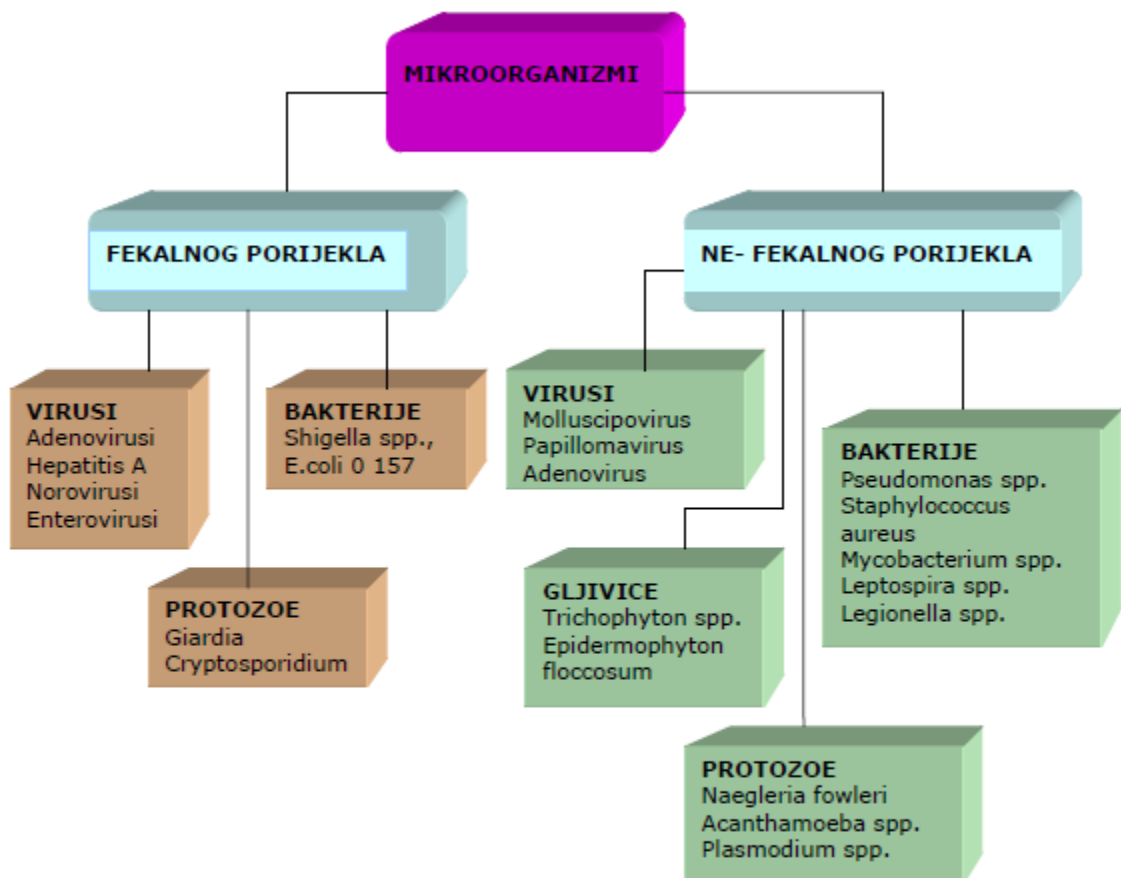 MIKROORGANIZMI
FEKALNOG PORIJEKLA
NE- FEKALNOG PORIJEKLA
VIRUSI
Adenovirusi
Hepatitis A
Norovirusi
Enterovirusi
BAKTERIJE
Shigella spp.,
E.coli 0 157
PROTOZOE
Giardia
Cryptosporidium
VIRUSI
Molluscipovirus
Papillomavirus
Adenovirus
BAKTERIJE
Pseudomonas spp.
Staphylococcus
aureus
Mycobacterium spp.
Leptospira spp.
Legionella spp.
GLJIVICE
Trichophyton spp.
Epidermophyton
floccosum
PROTOZOE
Naegleria fowleri
Acanthamoeba spp.
Plasmodium spp.